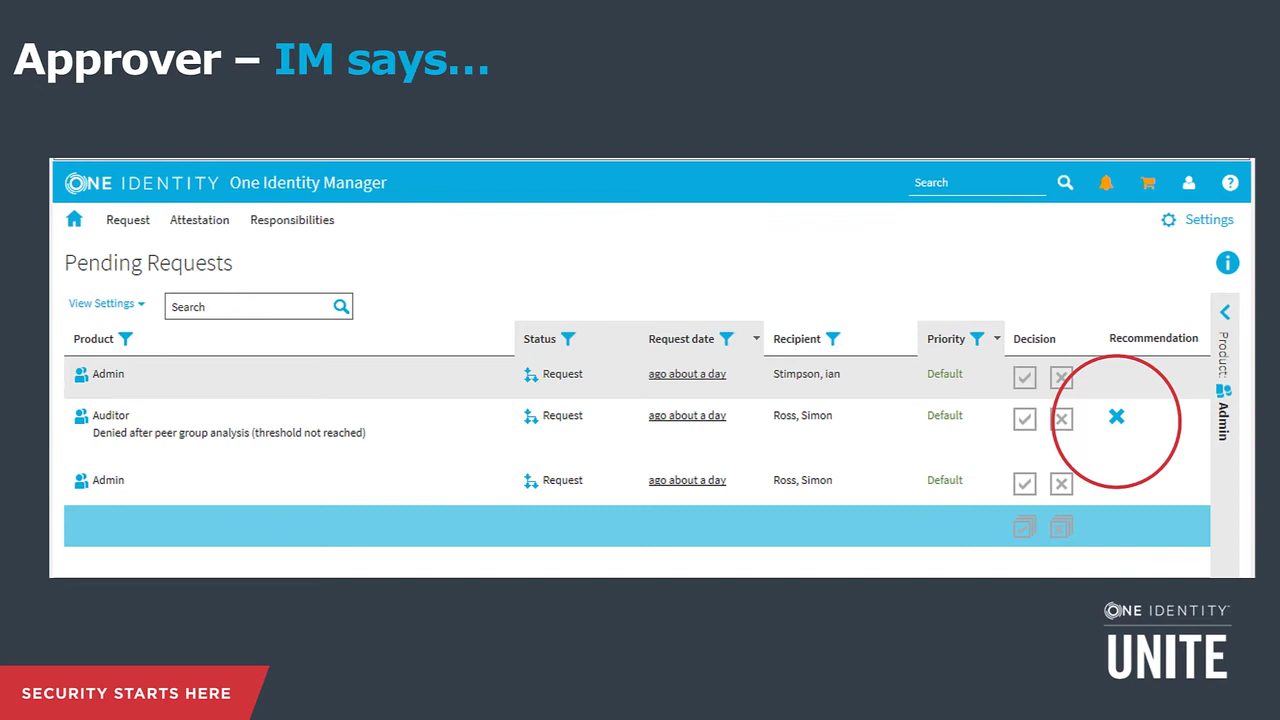 Approver – IM says...
ONE IDENTITY One Identity Manager Search
Request Attestation Responsibilities Settings
Pending Requests
View Settings Search
Product Status Request date Recipient Priority Decision Recommendation
Admin Request ago about a day Stimpson, ian Default
Auditor Request ago about a day Ross, Simon Default
Denied after peer group analysis (threshold not reached)
Admin Request ago about a day Ross, Simon Default
Product: Admin
ONE IDENTITY
UNITE
SECURITY STARTS HERE